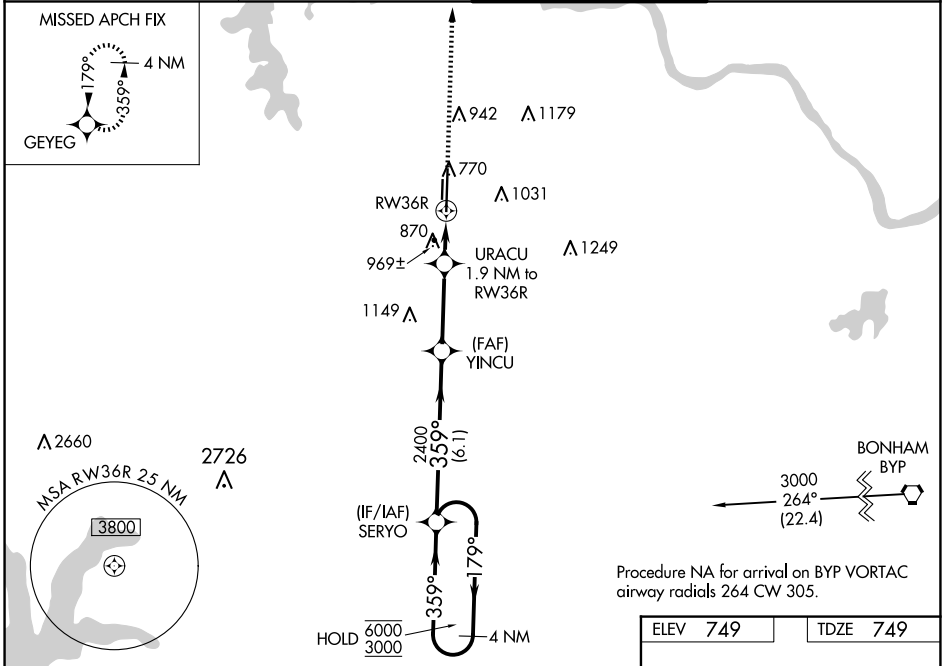 MISSED APCH FIX
4 NM
179°
359°
GEYEG
942
1179
770
RW36R
1031
870
969±
URACU
1.9 NM to
RW36R
1249
1149
(FAF)
YINCU
2660
2726
2400
359°
(6.1)
MSA RW36R 25 NM
3800
(IF/IAF)
SERYO
BONHAM
BYP
3000
264°
(22.4)
359°
179°
HOLD 6000
3000
4 NM
Procedure NA for arrival on BYP VORTAC
airway radials 264 CW 305.
ELEV 749
TDZE 749